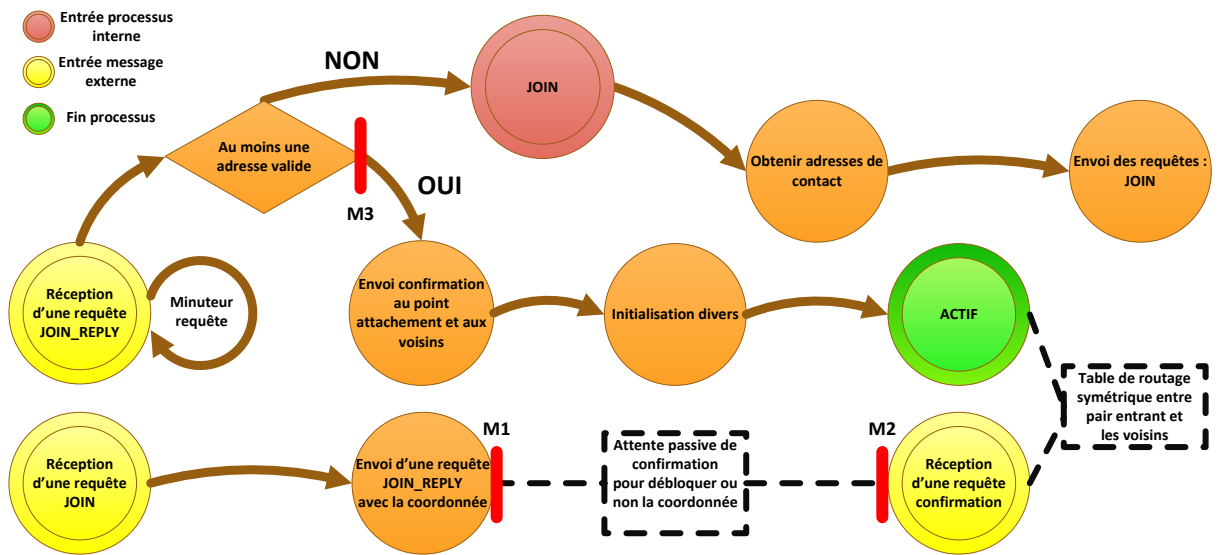 Entrée processus
interne
Entrée message
externe
Fin processus
NON
JOIN
Au moins une
adresse valide
Obtenir adresses de
contact
Envoi des requêtes :
JOIN
OUI
M3
Réception
d'une requête
JOIN_REPLY
Minuteur
requête
Envoi confirmation
au point
attachement et aux
voisins
Initialisation divers
ACTIF
Table de routage
symétrique entre
pair entrant et
les voisins
M1
M2
Réception
d'une requête
JOIN
Envoi d'une requête
JOIN_REPLY
avec la coordonnée
Attente passive de
confirmation
pour débloquer ou
non la coordonnée
Réception
d'une requête
confirmation